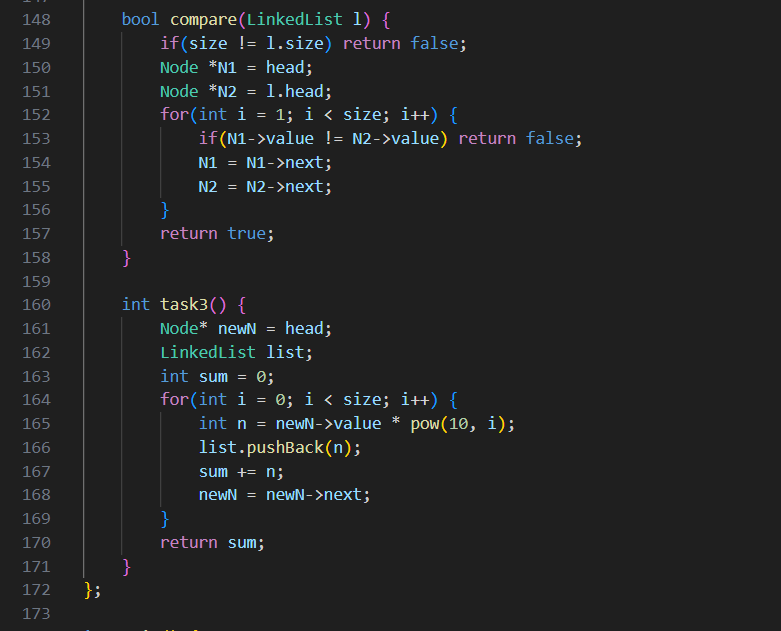 148 bool compare(LinkedList l) {
149 if(size != l.size) return false;
150 Node *N1 = head;
151 Node *N2 = l.head;
152 for(int i = 1; i < size; i++) {
153 if(N1->value != N2->value) return false;
154 N1 = N1->next;
155 N2 = N2->next;
156 }
157 return true;
158 }
159
160 int task3() {
161 Node* newN = head;
162 LinkedList list;
163 int sum = 0;
164 for(int i = 0; i < size; i++) {
165 int n = newN->value * pow(10, i);
166 list.pushBack(n);
167 sum += n;
168 newN = newN->next;
169 }
170 return sum;
171 }
172 };
173